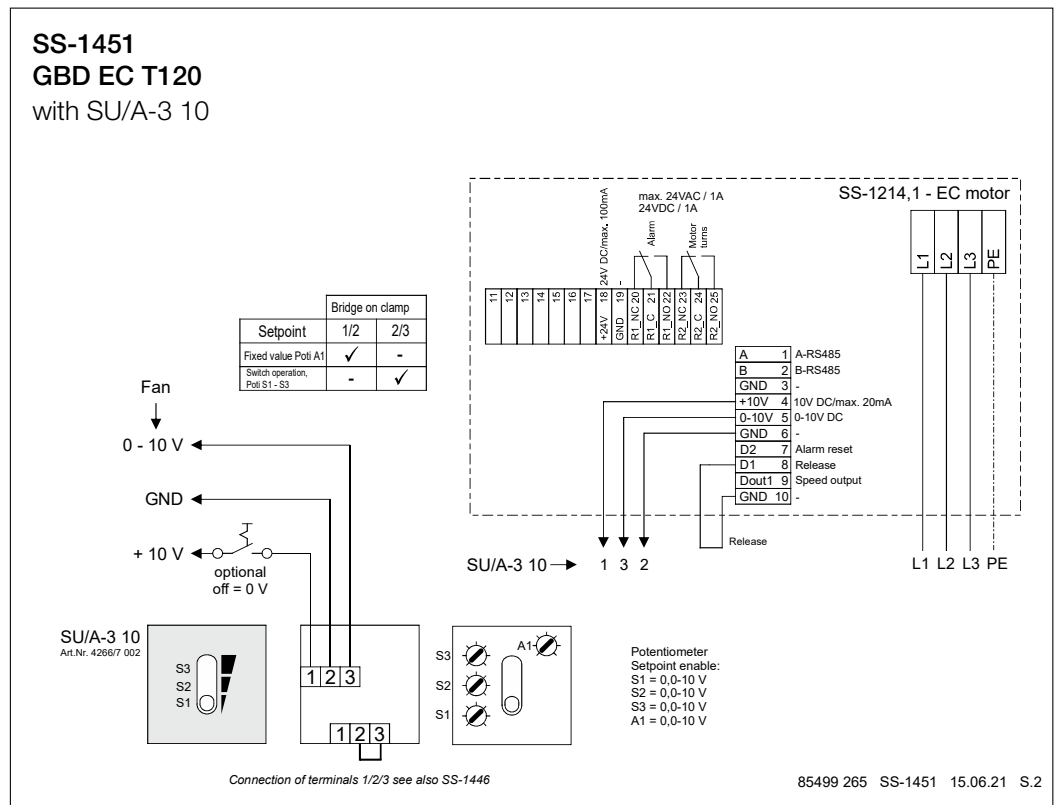 SS-1451
GBD EC T120
with SU/A-3 10
SS-1214,1 - EC motor
max. 24VAC / 1A
24VDC / 1A
24V DC/max. 100mA
-
Alarm
Motor
turns
11
12
13
14
15
16
17
+24V 18
GND 19
R1_NC 20
R1_C 21
R1_NO 22
R2_NC 23
R2_C 24
R2_NO 25
L1
L2
L3
PE
Bridge on clamp
Setpoint 1/2 2/3
Fixed value Poti A1 ✓ -
Switch operation,
Poti S1 - S3 - ✓
A 1 A-RS485
B 2 B-RS485
GND 3 -
+10V 4 10V DC/max. 20mA
0-10V 5 0-10V DC
GND 6 -
D2 7 Alarm reset
D1 8 Release
Dout1 9 Speed output
GND 10 -
Release
SU/A-3 10 1 3 2
L1 L2 L3 PE
Fan
0 - 10 V
GND
+ 10 V
optional
off = 0 V
SU/A-3 10
Art.Nr. 4266/7 002
S3
S2
S1
1 2 3
1 2 3
A1
S3
S2
S1
Potentiometer
Setpoint enable:
S1 = 0,0-10 V
S2 = 0,0-10 V
S3 = 0,0-10 V
A1 = 0,0-10 V
Connection of terminals 1/2/3 see also SS-1446
85499 265 SS-1451 15.06.21 S.2